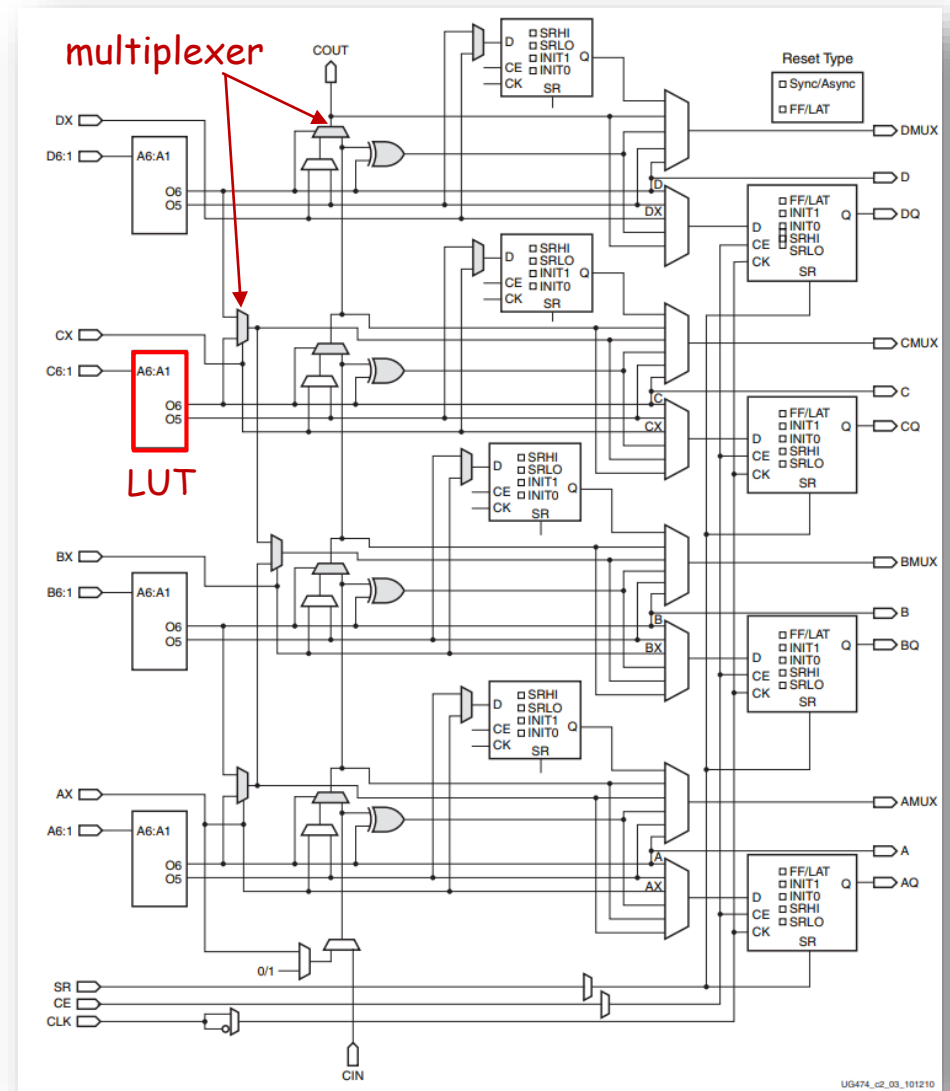 multiplexer
COUT
Reset Type
Sync/Async
FF/LAT
D
CE
CK
SRHI
SRLO
INIT1
INIT0
Q
SR
DX
D6:1
A6:A1
O6
O5
D
DX
DMUX
D
DQ
D
CE
CK
FF/LAT
INIT1
INIT0
SRHI
SRLO
Q
SR
D
CE
CK
SRHI
SRLO
INIT1
INIT0
Q
SR
CX
C6:1
A6:A1
O6
O5
LUT
C
CX
CMUX
C
CQ
D
CE
CK
FF/LAT
INIT1
INIT0
SRHI
SRLO
Q
SR
D
CE
CK
SRHI
SRLO
INIT1
INIT0
Q
SR
BX
B6:1
A6:A1
O6
O5
B
BX
BMUX
B
BQ
D
CE
CK
FF/LAT
INIT1
INIT0
SRHI
SRLO
Q
SR
D
CE
CK
SRHI
SRLO
INIT1
INIT0
Q
SR
AX
A6:1
A6:A1
O6
O5
A
AX
AMUX
A
AQ
D
CE
CK
FF/LAT
INIT1
INIT0
SRHI
SRLO
Q
SR
0/1
SR
CE
CLK
CIN
UG474_c2_03_101210